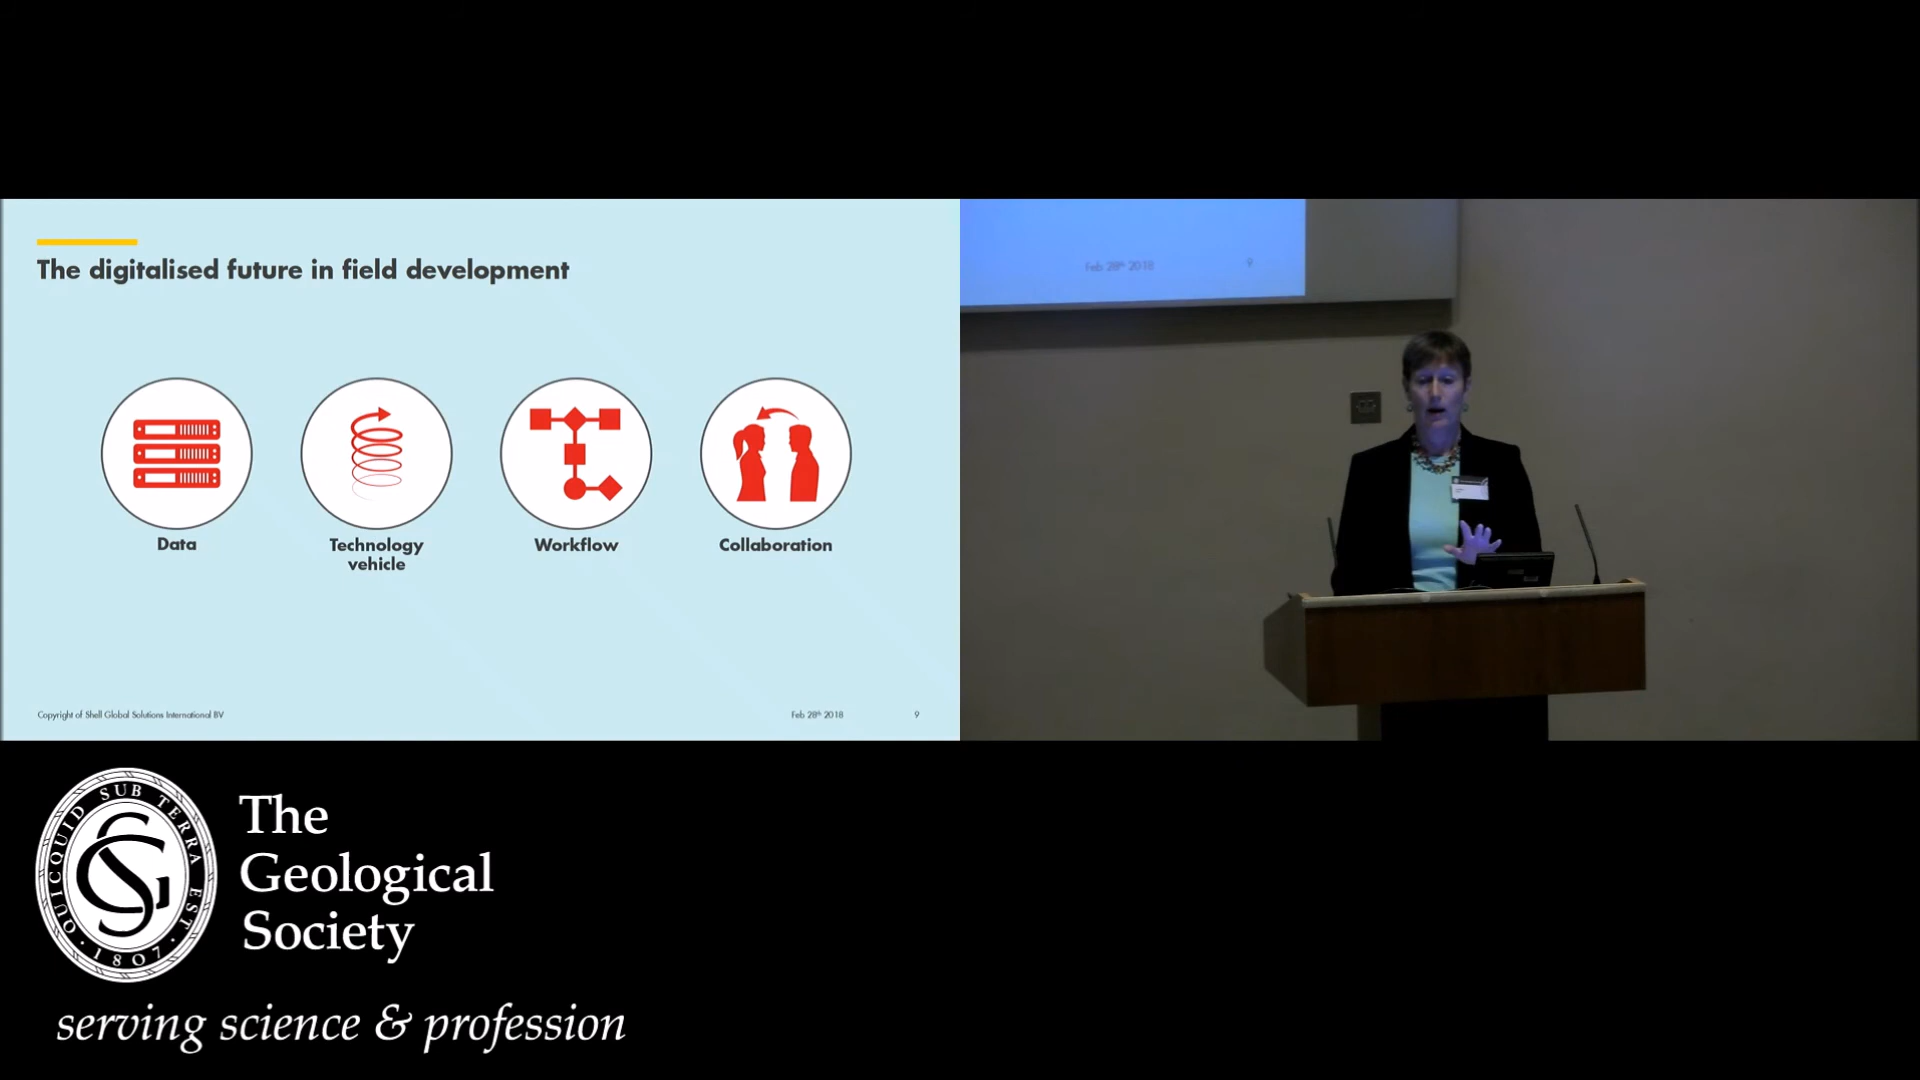 The digitalised future in field development
Data
Technology
vehicle
Workflow
Collaboration
Copyright of Shell Global Solutions International BV
Feb 28th 2018
9
Feb 28th 2018
9
QUICQUID SUB TERRA EST
· 1807 ·
The
Geological
Society
serving science & profession